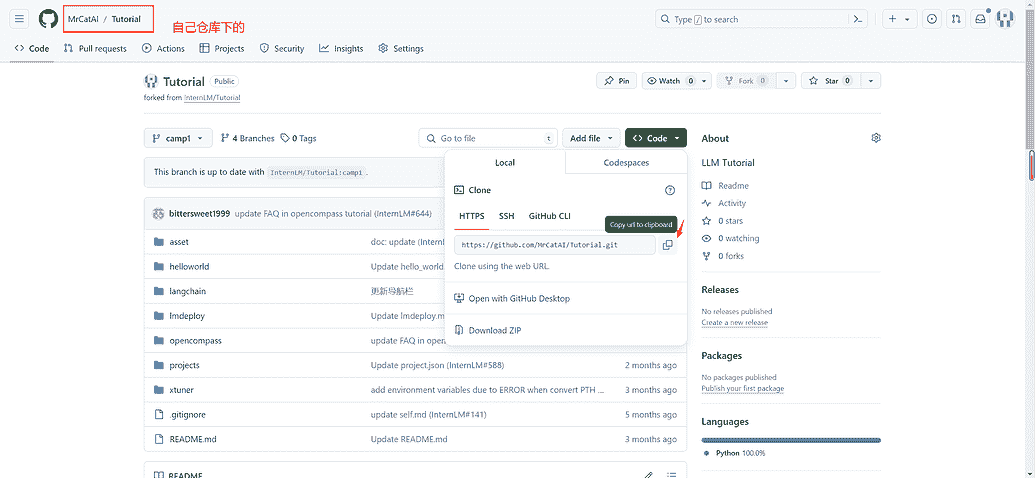 MrCatAI / Tutorial
自己仓库下的
Type / to search
Code Pull requests Actions Projects Security Insights Settings
Tutorial Public
forked from InternLM/Tutorial
Pin Watch 0 Fork 0 Star 0
camp1 4 Branches 0 Tags
Go to file t Add file Code
This branch is up to date with InternLM/Tutorial:camp1 .
Local Codespaces
Clone
HTTPS SSH GitHub CLI
Copy url to clipboard
https://github.com/MrCatAI/Tutorial.git
Clone using the web URL.
Open with GitHub Desktop
Download ZIP
bittersweet1999 update FAQ in opencompass tutorial (InternLM#644)
asset doc: update (Intern
helloworld Update hello_world.
langchain 更新导航栏
lmdeploy Update lmdeploy.m
opencompass update FAQ in open
projects Update project.json (InternLM#588) 2 months ago
xtuner add environment variables due to ERROR when convert PTH ... 3 months ago
.gitignore update self.md (InternLM#141) 5 months ago
README.md Update README.md 3 months ago
README
About
LLM Tutorial
Readme
Activity
0 stars
0 watching
0 forks
Releases
No releases published
Create a new release
Packages
No packages published
Publish your first package
Languages
Python 100.0%